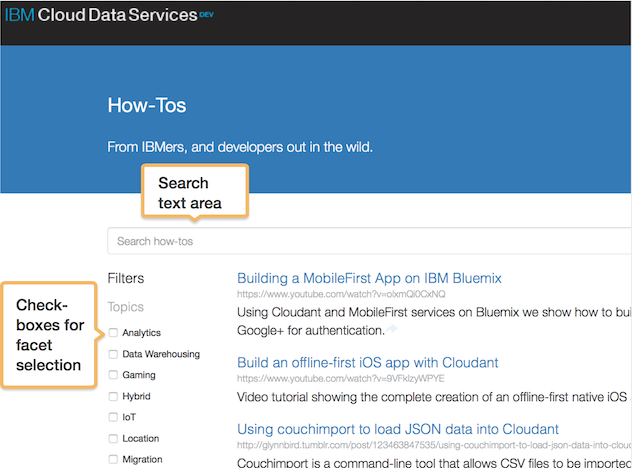 IBM Cloud Data Services DEV
How-Tos
From IBMers, and developers out in the wild.
Search
text area
Search how-tos
Filters
Topics
Check-
boxes for
facet
selection
Analytics
Data Warehousing
Gaming
Hybrid
IoT
Location
Migration
Building a MobileFirst App on IBM Bluemix
https://www.youtube.com/watch?v=olxmQi0CxNQ
Using Cloudant and MobileFirst services on Bluemix we show how to bui
Google+ for authentication.
Build an offline-first iOS app with Cloudant
https://www.youtube.com/watch?v=9VFkIzyWPYE
Video tutorial showing the complete creation of an offline-first native iOS
Using couchimport to load JSON data into Cloudant
http://glynnbird.tumblr.com/post/123463847535/using-couchimport-to-load-json-data-into-clou
Couchimport is a command-line tool that allows CSV files to be imported